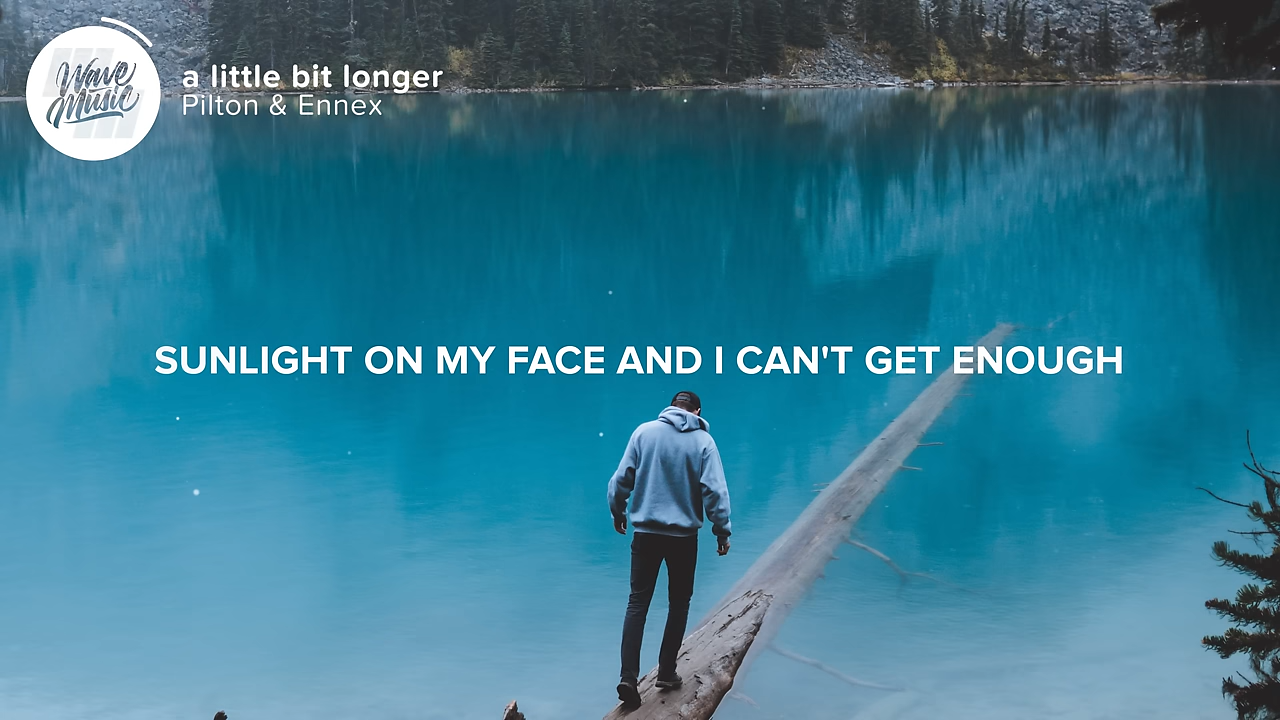 Wave
Music
a little bit longer
Pilton & Ennex
SUNLIGHT ON MY FACE AND I CAN'T GET ENOUGH